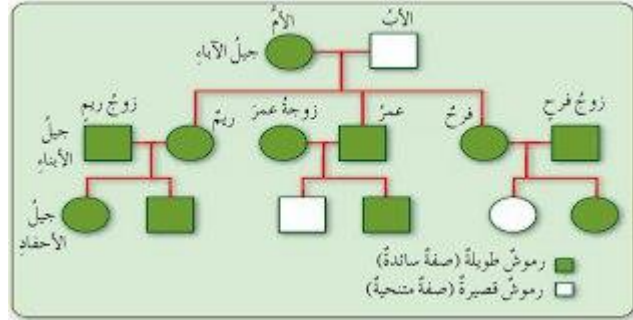 الأمُّ
الأبُ
جيلُ الآباءِ
زوجُ ريمٍ
ريمٌ
زوجةُ عمرَ
عمرُ
فرحٌ
زوجُ فرحٍ
جيلُ
الأبناءِ
جيلُ
الأحفادِ
رموشٌ طويلةٌ (صفةٌ سائدةٌ)
رموشٌ قصيرةٌ (صفةٌ متنحيةٌ)